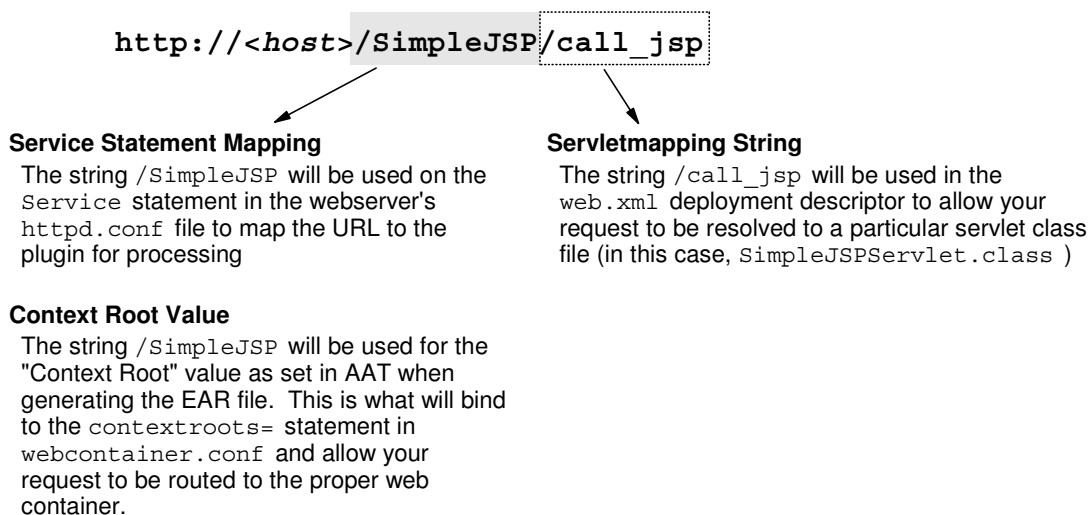 http://<host>/SimpleJSP/call_jsp
Service Statement Mapping
The string /SimpleJSP will be used on the
Service statement in the webserver's
httpd.conf file to map the URL to the
plugin for processing
Context Root Value
The string /SimpleJSP will be used for the
"Context Root" value as set in AAT when
generating the EAR file. This is what will bind
to the contextroots= statement in
webcontainer.conf and allow your
request to be routed to the proper web
container.
Servletmapping String
The string /call_jsp will be used in the
web.xml deployment descriptor to allow your
request to be resolved to a particular servlet class
file (in this case, SimpleJSPServlet.class )